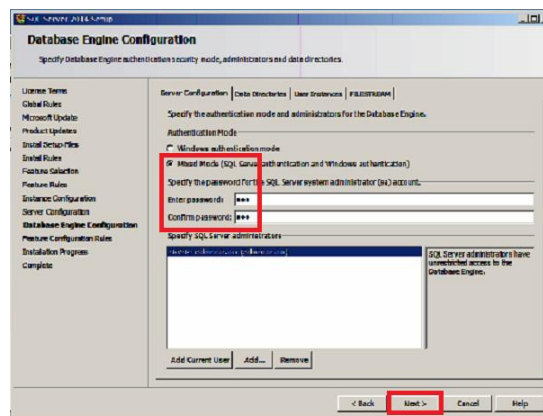 SQL Server 2014 Setup
Database Engine Configuration
Specify Database Engine authentication security mode, administrators and data directories.
License Terms
Global Rules
Microsoft Update
Product Updates
Install Setup Files
Install Rules
Feature Selection
Feature Rules
Instance Configuration
Server Configuration
Database Engine Configuration
Feature Configuration Rules
Installation Progress
Complete
Server Configuration
Data Directories
User Instances
FILESTREAM
Specify the authentication mode and administrators for the Database Engine.
Authentication Mode
Windows authentication mode
Mixed Mode (SQL Server authentication and Windows authentication)
Specify the password for the SQL Server system administrator (sa) account.
Enter password:
Confirm password:
Specify SQL Server administrators
SQL Server administrators have
unrestricted access to the
Database Engine.
Add Current User
Add...
Remove
< Back
Next >
Cancel
Help